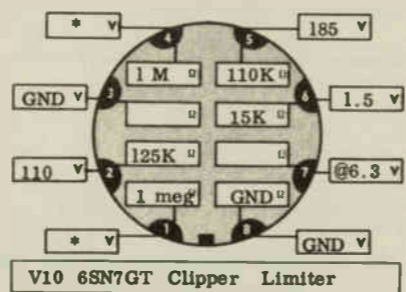 * V 185 V
4 5
1 M Ω 110K Ω
GND V 3 Ω 15K Ω 6 1.5 V
110 V 2 125K Ω Ω 7 @6.3 V
1 meg Ω GND Ω
* V 1 8 GND V
V10 6SN7GT Clipper Limiter